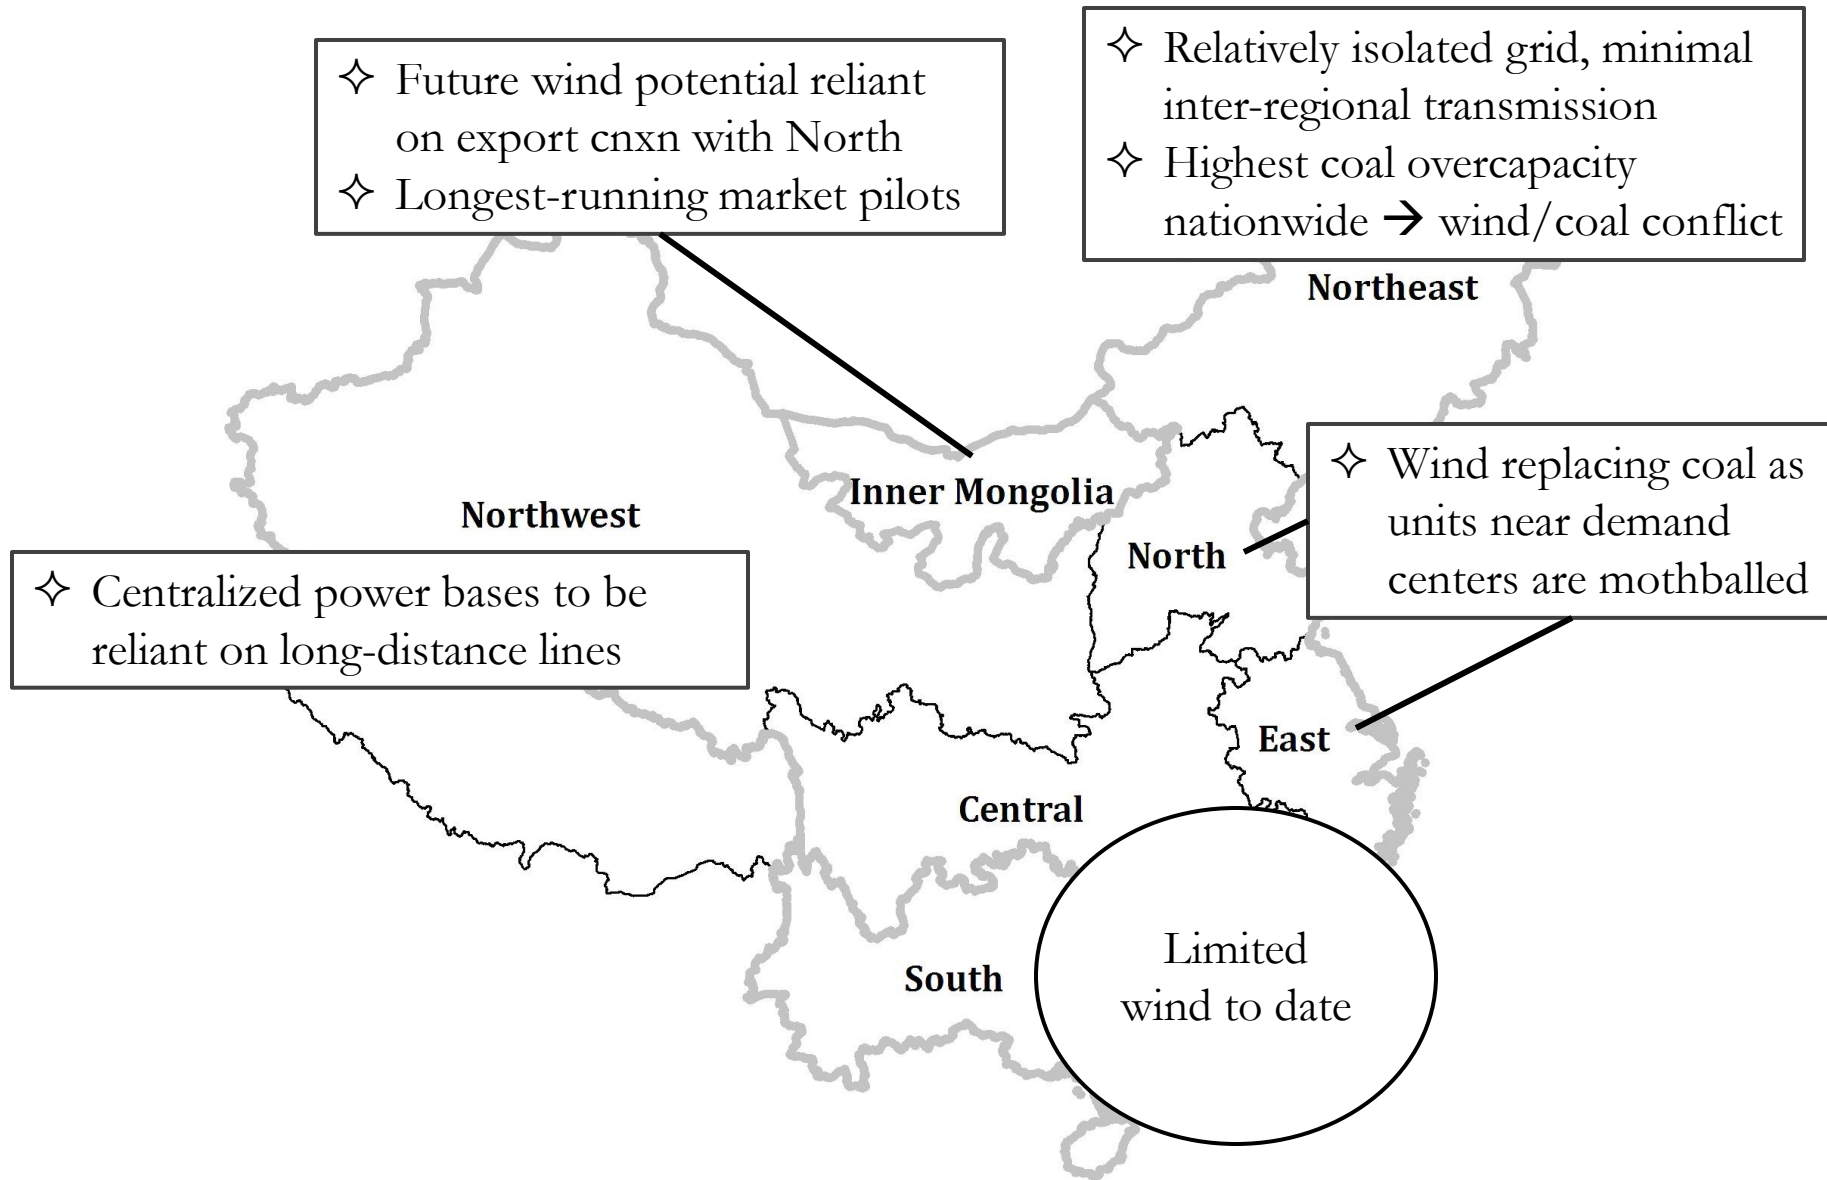 ✧ Future wind potential reliant
on export cnxn with North
✧ Longest-running market pilots
✧ Relatively isolated grid, minimal
inter-regional transmission
✧ Highest coal overcapacity
nationwide → wind/coal conflict
Northeast
Inner Mongolia
Northwest
North
✧ Wind replacing coal as
units near demand
centers are mothballed
✧ Centralized power bases to be
reliant on long-distance lines
East
Central
South
Limited
wind to date